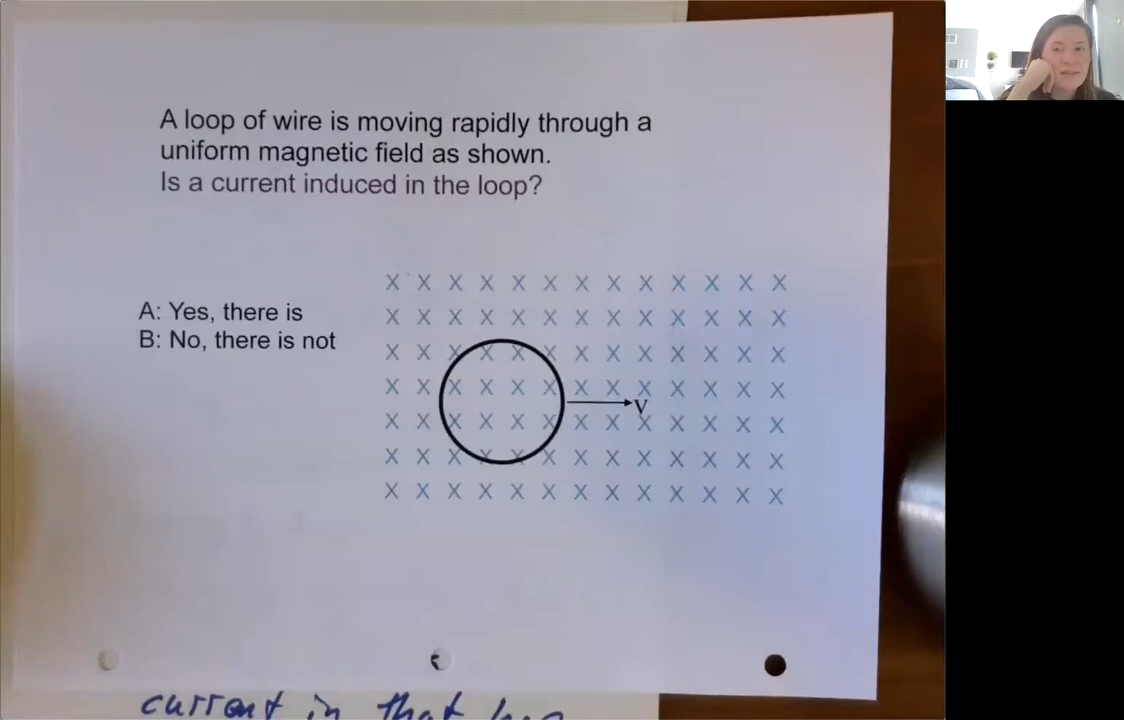 A loop of wire is moving rapidly through a
uniform magnetic field as shown.
Is a current induced in the loop?
A: Yes, there is
B: No, there is not
X X X X X X X X X X X X X
X X X X X X X X X X X X X
X X X X X X X X X X X X X
X X X X X X X X X X X X X
V
X X X X X X X X X X X X X
X X X X X X X X X X X X X
X X X X X X X X X X X X X
current in that